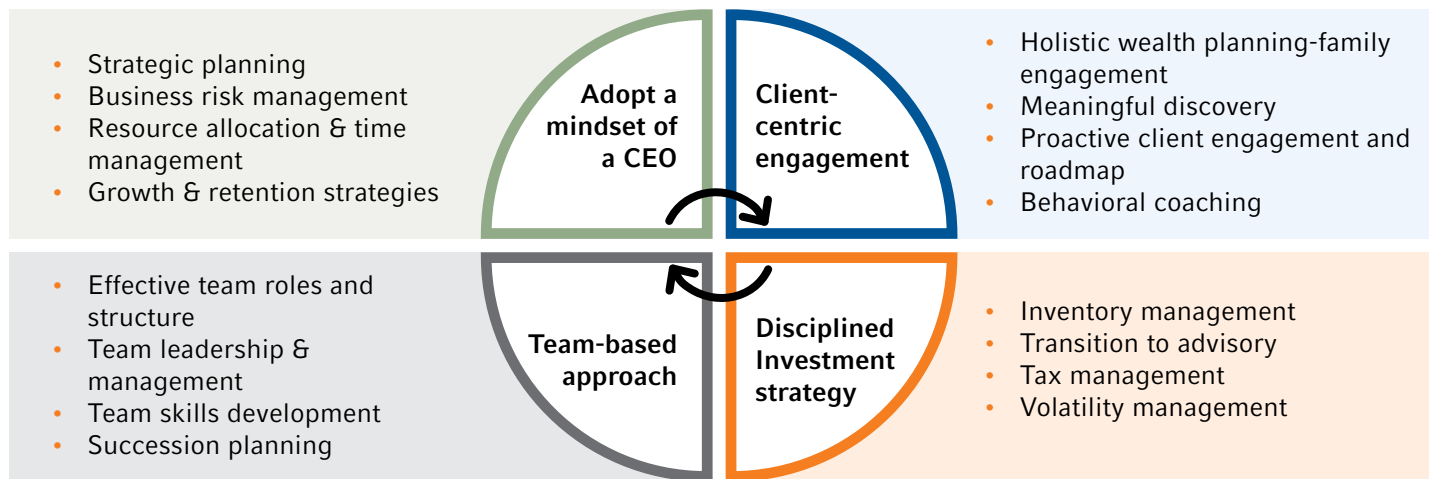 • Strategic planning
• Business risk management
• Resource allocation & time
management
• Growth & retention strategies
Adopt a
mindset of
a CEO
Client-
centric
engagement
• Holistic wealth planning-family
engagement
• Meaningful discovery
• Proactive client engagement and
roadmap
• Behavioral coaching
• Effective team roles and
structure
• Team leadership &
management
• Team skills development
• Succession planning
Team-based
approach
Disciplined
Investment
strategy
• Inventory management
• Transition to advisory
• Tax management
• Volatility management